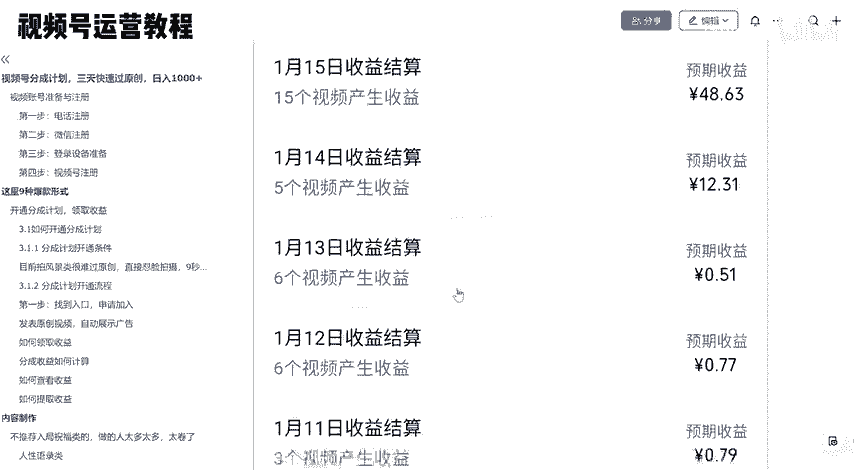 视频号运营教程
分享
编辑
视频号分成计划，三天快速过原创，日入1000+
视频账号准备与注册
第一步：电话注册
第二步：微信注册
第三步：登录设备准备
第四步：视频号注册
这里9种爆款形式
开通分成计划，领取收益
3.1如何开通分成计划
3.1.1 分成计划开通条件
目前拍风景类很难过原创，直接怼脸拍摄，9秒...
3.1.2 分成计划开通流程
第一步：找到入口，申请加入
发表原创视频，自动展示广告
如何领取收益
分成收益如何计算
如何查看收益
如何提取收益
内容制作
不推荐入局祝福类的，做的人太多太多，太卷了
人性语录类
1月15日收益结算
预期收益
15个视频产生收益
¥48.63
1月14日收益结算
预期收益
5个视频产生收益
¥12.31
1月13日收益结算
预期收益
6个视频产生收益
¥0.51
1月12日收益结算
预期收益
6个视频产生收益
¥0.77
1月11日收益结算
预期收益
3个视频产生收益
¥0.79